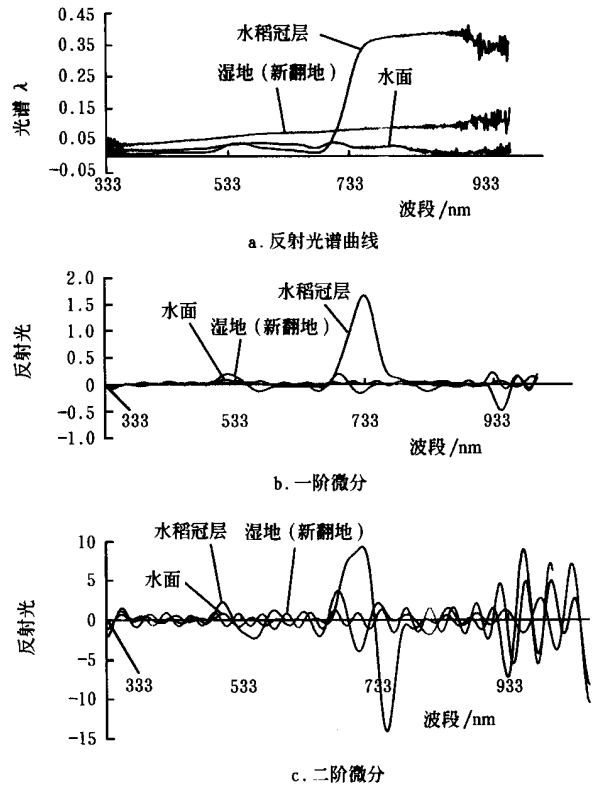 0.45
水稻冠层
0.35
湿地（新翻地）
水面
光谱 λ
0.15
0.05
-0.05
333
533
733
933
波段/nm
a.反射光谱曲线
2.0
水稻冠层
水面
1.5
湿地（新翻地）
反射光
1.0
0.5
0
-0.5
333
533
733
933
-1.0
波段/nm
b.一阶微分
10
水稻冠层
湿地（新翻地）
5
水面
反射光
0
-5
333
533
733
933
-10
波段/nm
-15
c.二阶微分